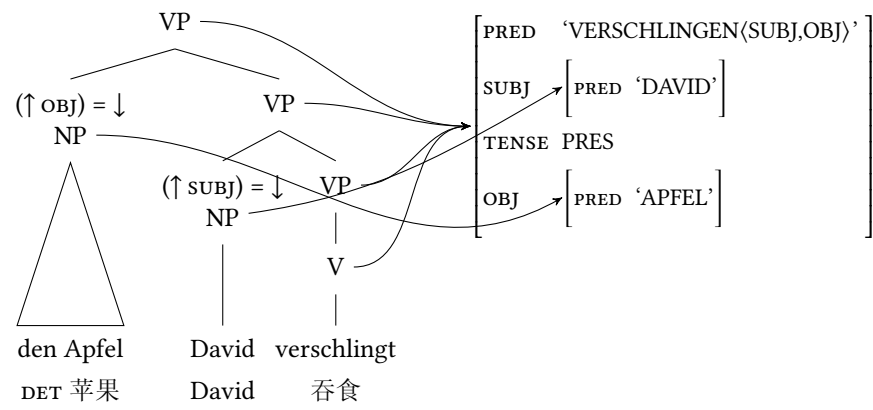 VP
PRED ‘VERSCHLINGEN⟨SUBJ,OBJ⟩’
(↑ OBJ) = ↓
NP
VP
SUBJ [PRED ‘DAVID’]
TENSE PRES
(↑ SUBJ) = ↓
NP
VP
OBJ [PRED ‘APFEL’]
V
den Apfel David verschlingt
DET 苹果 David 吞食